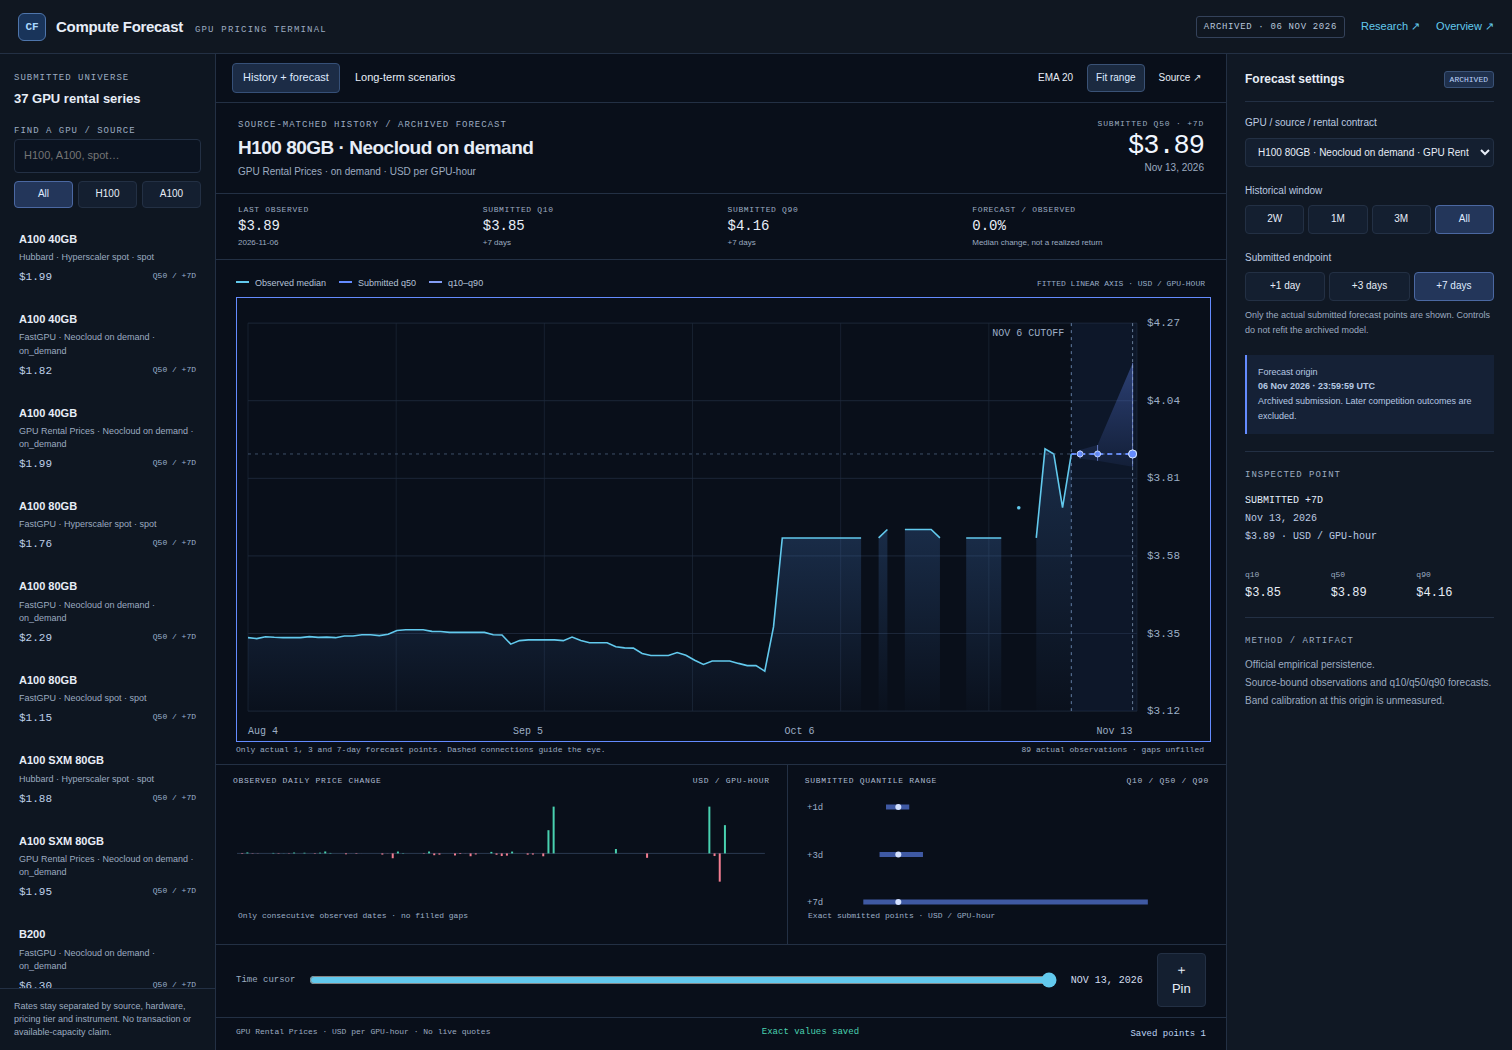 CF Compute Forecast GPU PRICING TERMINAL
ARCHIVED · 06 NOV 2026 Research ↗ Overview ↗
SUBMITTED UNIVERSE
37 GPU rental series
FIND A GPU / SOURCE
H100, A100, spot…
All H100 A100
A100 40GB
Hubbard · Hyperscaler spot · spot
$1.99 Q50 / +7D
A100 40GB
FastGPU · Neocloud on demand ·
on_demand
$1.82 Q50 / +7D
A100 40GB
GPU Rental Prices · Neocloud on demand ·
on_demand
$1.99 Q50 / +7D
A100 80GB
FastGPU · Hyperscaler spot · spot
$1.76 Q50 / +7D
A100 80GB
FastGPU · Neocloud on demand ·
on_demand
$2.29 Q50 / +7D
A100 80GB
FastGPU · Neocloud spot · spot
$1.15 Q50 / +7D
A100 SXM 80GB
Hubbard · Hyperscaler spot · spot
$1.88 Q50 / +7D
A100 SXM 80GB
GPU Rental Prices · Neocloud on demand ·
on_demand
$1.95 Q50 / +7D
B200
FastGPU · Neocloud on demand ·
on_demand
$6.30 Q50 / +7D
Rates stay separated by source, hardware,
pricing tier and instrument. No transaction or
available-capacity claim.
History + forecast Long-term scenarios
EMA 20 Fit range Source ↗
SOURCE-MATCHED HISTORY / ARCHIVED FORECAST
H100 80GB · Neocloud on demand
GPU Rental Prices · on demand · USD per GPU-hour
SUBMITTED Q50 · +7D
$3.89
Nov 13, 2026
LAST OBSERVED
$3.89
2026-11-06
SUBMITTED Q10
$3.85
+7 days
SUBMITTED Q90
$4.16
+7 days
FORECAST / OBSERVED
0.0%
Median change, not a realized return
Observed median Submitted q50 q10–q90
FITTED LINEAR AXIS · USD / GPU-HOUR
NOV 6 CUTOFF
$4.27
$4.04
$3.81
$3.58
$3.35
$3.12
Aug 4 Sep 5 Oct 6 Nov 13
Only actual 1, 3 and 7-day forecast points. Dashed connections guide the eye.
89 actual observations · gaps unfilled
OBSERVED DAILY PRICE CHANGE USD / GPU-HOUR
Only consecutive observed dates · no filled gaps
SUBMITTED QUANTILE RANGE Q10 / Q50 / Q90
+1d
+3d
+7d
Exact submitted points · USD / GPU-hour
Time cursor NOV 13, 2026
+
Pin
GPU Rental Prices · USD per GPU-hour · No live quotes
Exact values saved
Saved points 1
Forecast settings ARCHIVED
GPU / source / rental contract
H100 80GB · Neocloud on demand · GPU Rent
Historical window
2W 1M 3M All
Submitted endpoint
+1 day +3 days +7 days
Only the actual submitted forecast points are shown. Controls
do not refit the archived model.
Forecast origin
06 Nov 2026 · 23:59:59 UTC
Archived submission. Later competition outcomes are
excluded.
INSPECTED POINT
SUBMITTED +7D
Nov 13, 2026
$3.89 · USD / GPU-hour
q10 q50 q90
$3.85 $3.89 $4.16
METHOD / ARTIFACT
Official empirical persistence.
Source-bound observations and q10/q50/q90 forecasts.
Band calibration at this origin is unmeasured.